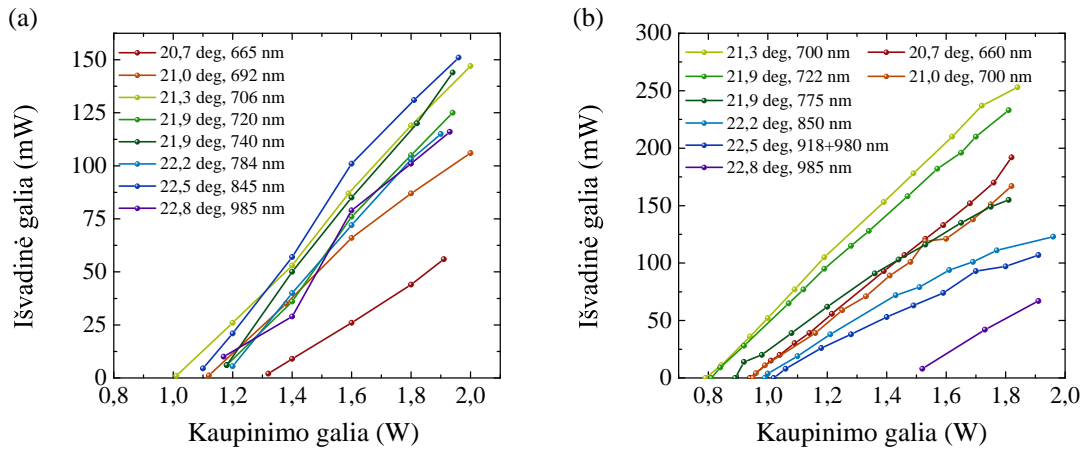 (a)
Išvadinė galia (mW)
150
125
100
75
50
25
0
20,7 deg, 665 nm
21,0 deg, 692 nm
21,3 deg, 706 nm
21,9 deg, 720 nm
21,9 deg, 740 nm
22,2 deg, 784 nm
22,5 deg, 845 nm
22,8 deg, 985 nm
0,8 1,0 1,2 1,4 1,6 1,8 2,0
Kaupinimo galia (W)
(b)
Išvadinė galia (mW)
300
250
200
150
100
50
0
21,3 deg, 700 nm 20,7 deg, 660 nm
21,9 deg, 722 nm 21,0 deg, 700 nm
21,9 deg, 775 nm
22,2 deg, 850 nm
22,5 deg, 918+980 nm
22,8 deg, 985 nm
0,8 1,0 1,2 1,4 1,6 1,8 2,0
Kaupinimo galia (W)